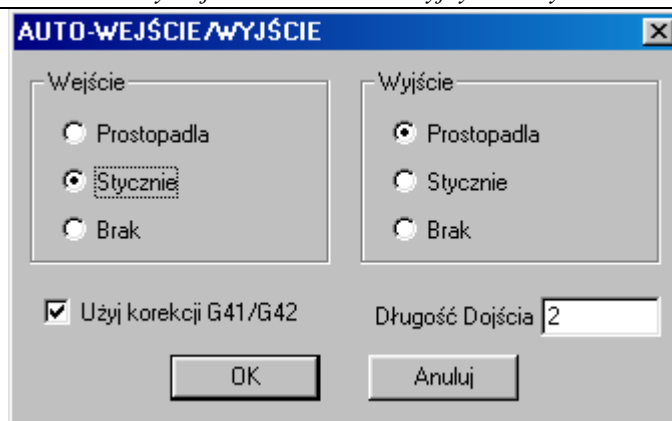 AUTO-WEJŚCIE/WYJŚCIE
Wejście
Prostopadla
Stycznie
Brak
Wyjście
Prostopadla
Stycznie
Brak
Użyj korekcji G41/G42
Długość Dojścia 2
OK
Anuluj